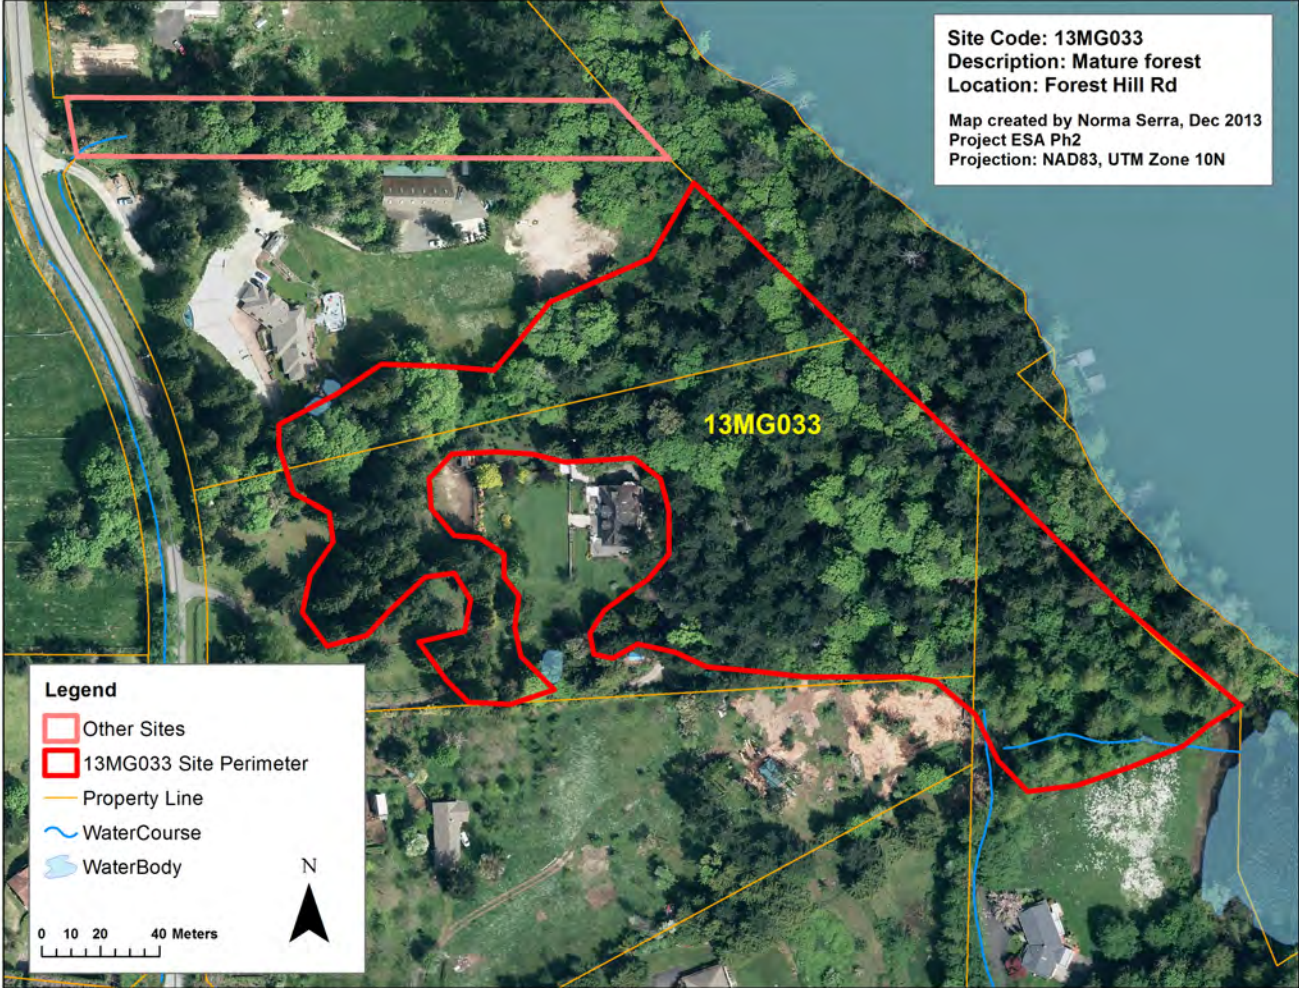 Site Code: 13MG033
Description: Mature forest
Location: Forest Hill Rd
Map created by Norma Serra, Dec 2013
Project ESA Ph2
Projection: NAD83, UTM Zone 10N
13MG033
Legend
Other Sites
13MG033 Site Perimeter
Property Line
WaterCourse
WaterBody
N
0 10 20 40 Meters